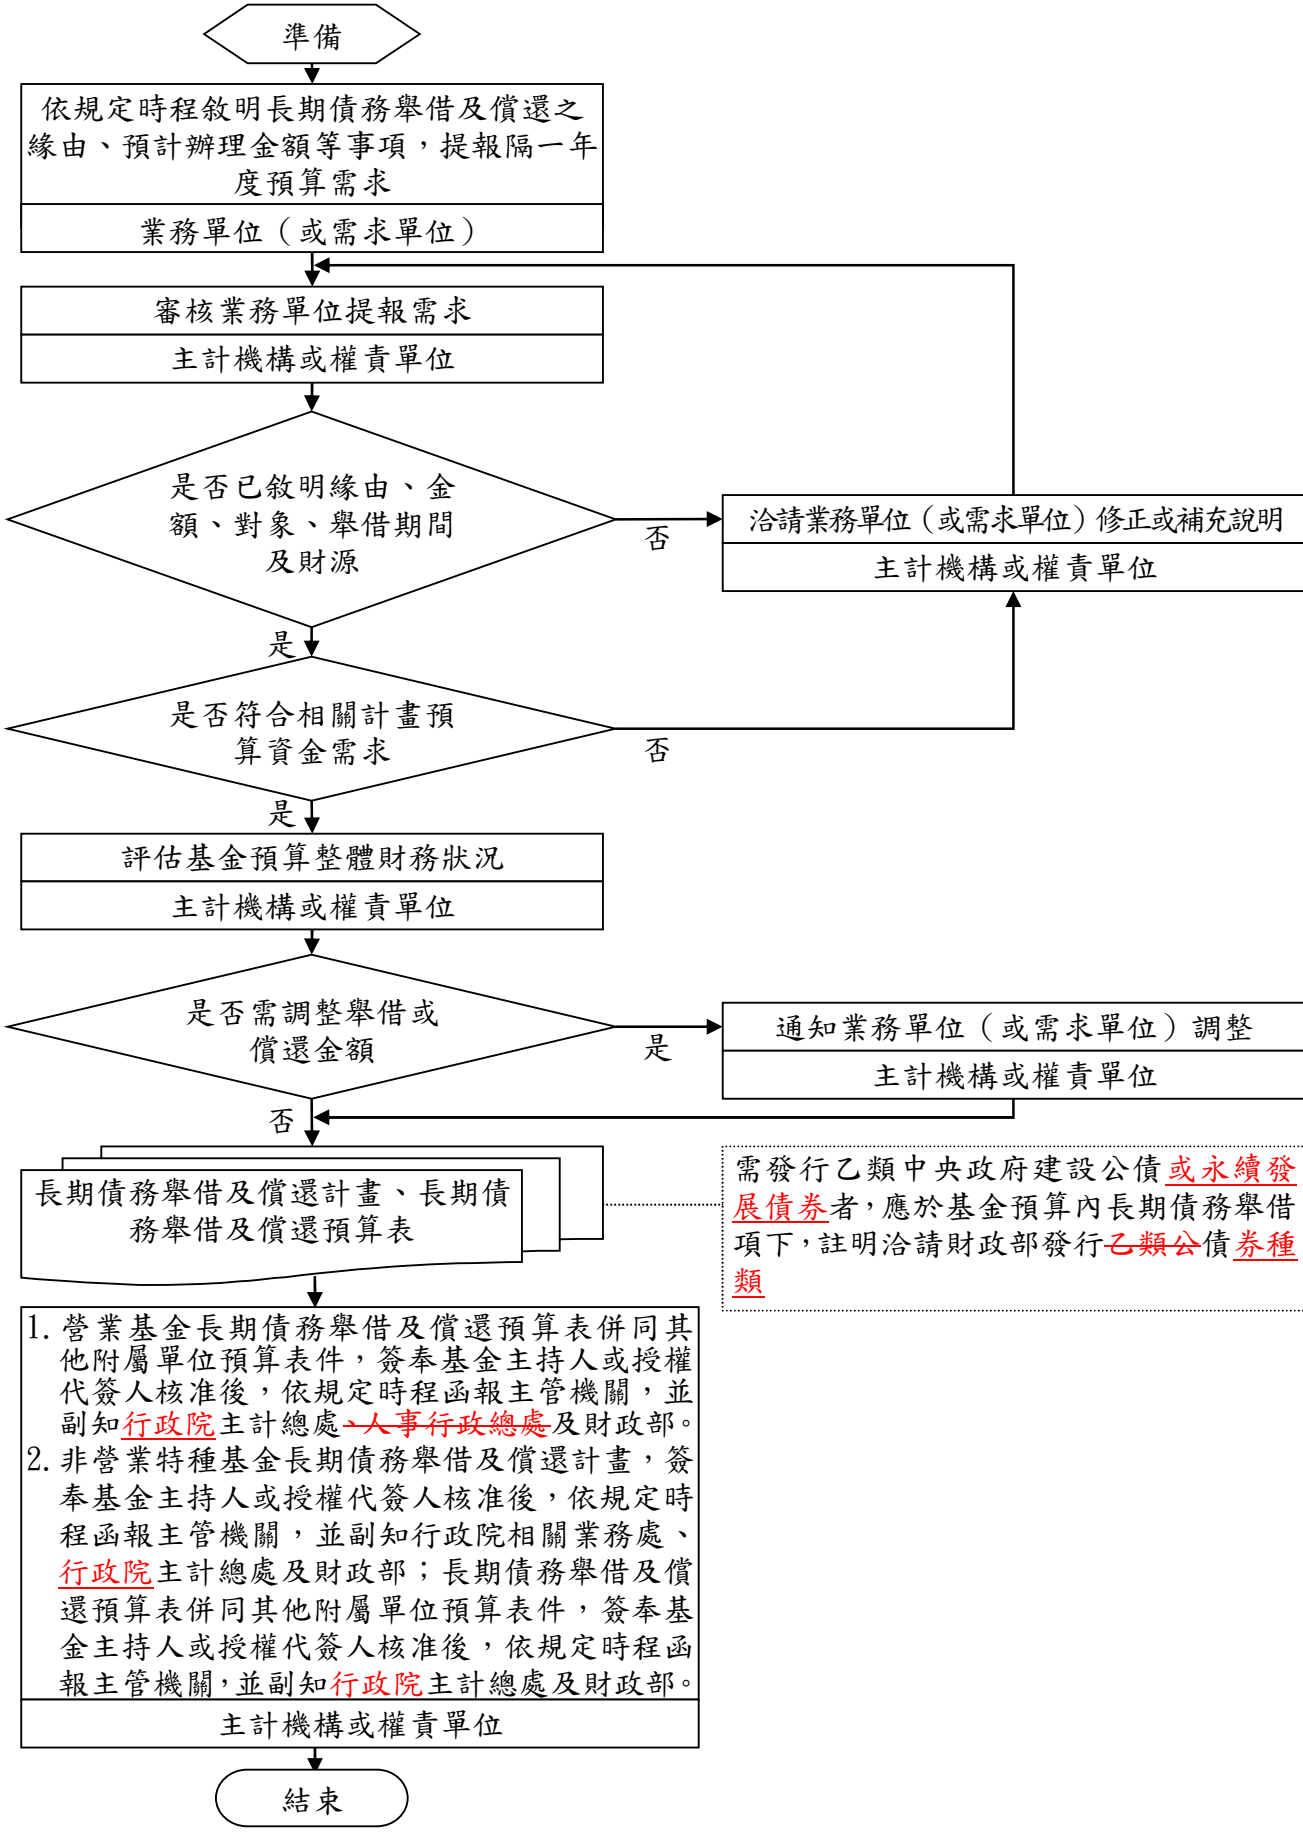 準備
依規定時程敘明長期債務舉借及償還之
緣由、預計辦理金額等事項，提報隔一年
度預算需求
業務單位（或需求單位）
審核業務單位提報需求
主計機構或權責單位
是否已敘明緣由、金
額、對象、舉借期間
及財源
否
洽請業務單位（或需求單位）修正或補充說明
主計機構或權責單位
是
是否符合相關計畫預
算資金需求
否
是
評估基金預算整體財務狀況
主計機構或權責單位
是否需調整舉借或
償還金額
是
通知業務單位（或需求單位）調整
主計機構或權責單位
否
長期債務舉借及償還計畫、長期債
務舉借及償還預算表
需發行乙類中央政府建設公債或永續發
展債券者，應於基金預算內長期債務舉借
項下，註明洽請財政部發行乙類公債券種
類
1. 營業基金長期債務舉借及償還預算表併同其
他附屬單位預算表件，簽奉基金主持人或授權
代簽人核准後，依規定時程函報主管機關，並
副知行政院主計總處、人事行政總處及財政部。
2. 非營業特種基金長期債務舉借及償還計畫，簽
奉基金主持人或授權代簽人核准後，依規定時
程函報主管機關，並副知行政院相關業務處、
行政院主計總處及財政部；長期債務舉借及償
還預算表併同其他附屬單位預算表件，簽奉基
金主持人或授權代簽人核准後，依規定時程函
報主管機關，並副知行政院主計總處及財政部。
主計機構或權責單位
結束